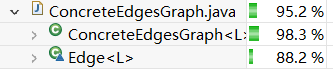 ConcreteEdgesGraph.java 95.2 %
ConcreteEdgesGraph<L> 98.3 %
Edge<L> 88.2 %